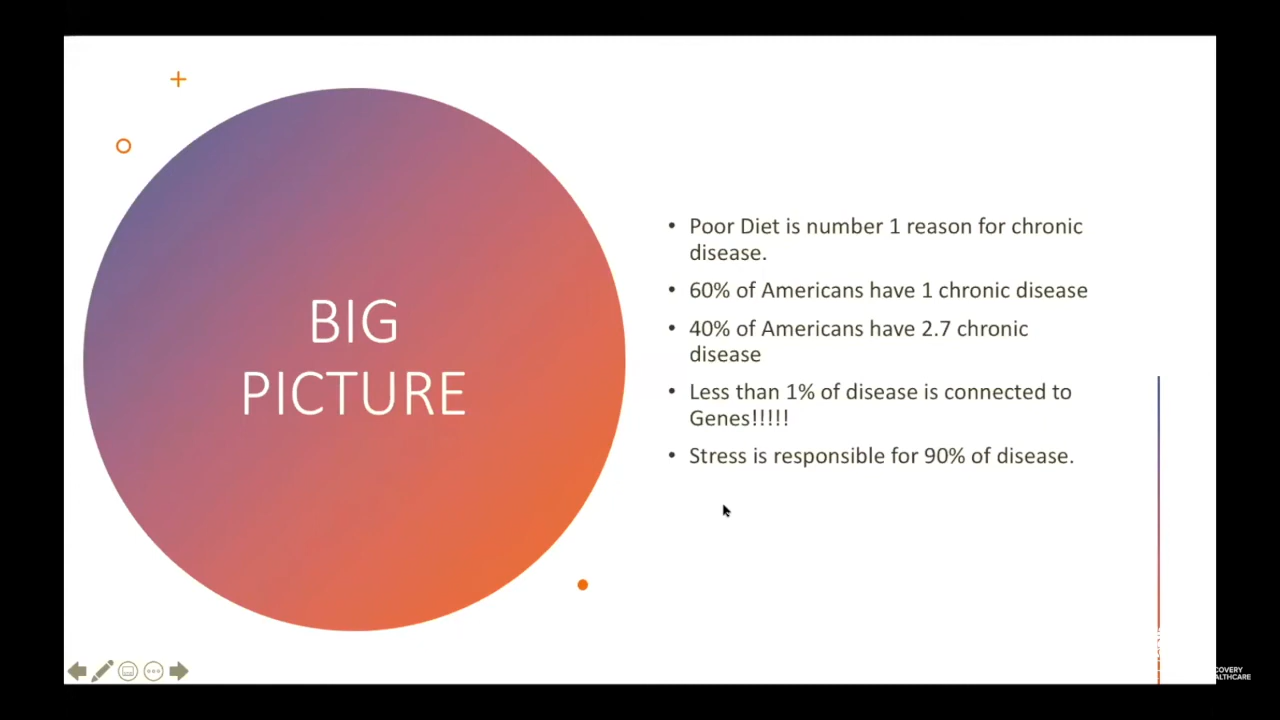 BIG
PICTURE
• Poor Diet is number 1 reason for chronic
disease.
• 60% of Americans have 1 chronic disease
• 40% of Americans have 2.7 chronic
disease
• Less than 1% of disease is connected to
Genes!!!!!
• Stress is responsible for 90% of disease.
COVERY
ALTHCARE